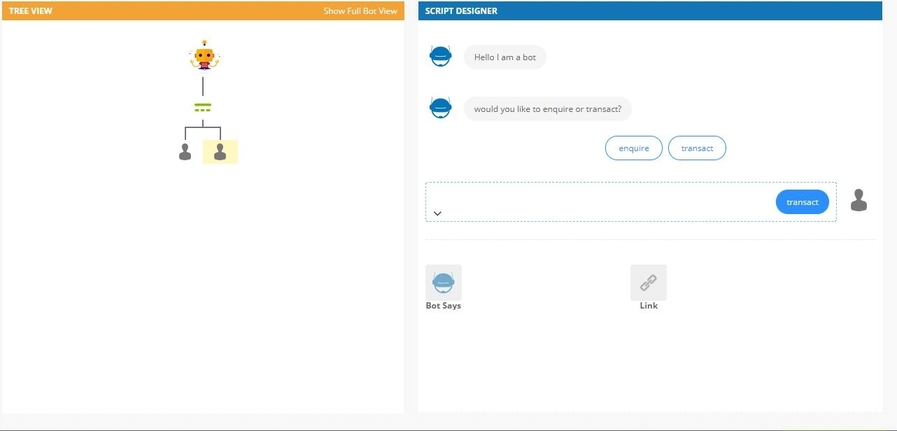 TREE VIEW
Show Full Bot View
SCRIPT DESIGNER
Hello I am a bot
would you like to enquire or transact?
enquire
transact
transact
Bot Says
Link